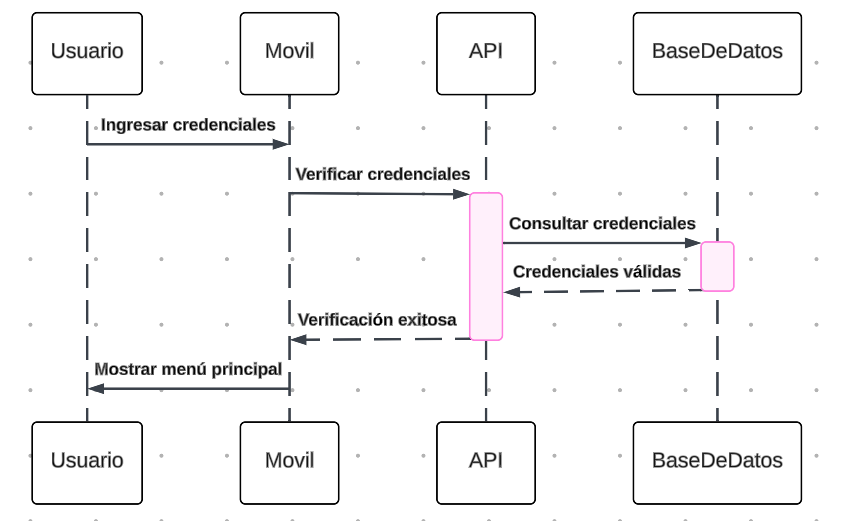 Usuario
Movil
API
BaseDeDatos
Ingresar credenciales
Verificar credenciales
Consultar credenciales
Credenciales válidas
Verificación exitosa
Mostrar menú principal
Usuario
Movil
API
BaseDeDatos